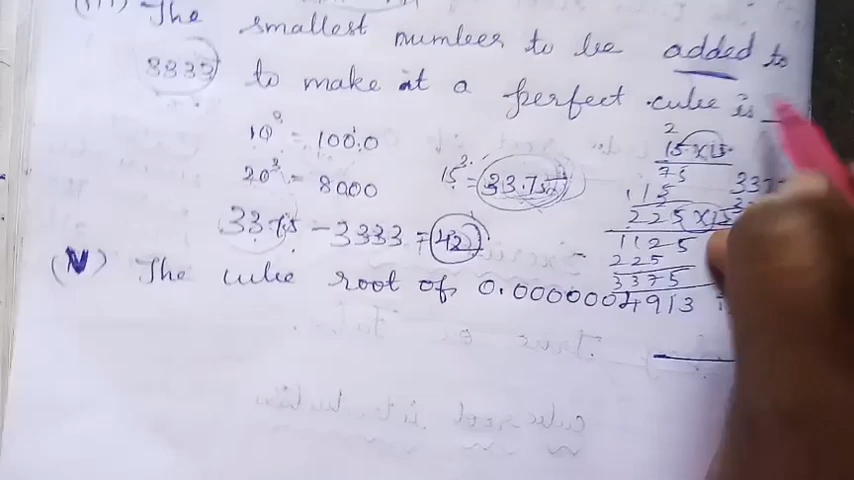 (iii) The smallest number to be added to
3333 to make it a perfect cube is
10³ = 1000
20³ = 8000
15³ = 3375
3375 - 3333 = 42
2
15 x 15
75
15
225 x 15
1125
225
3375
337
(iv) The cube root of 0.000004913